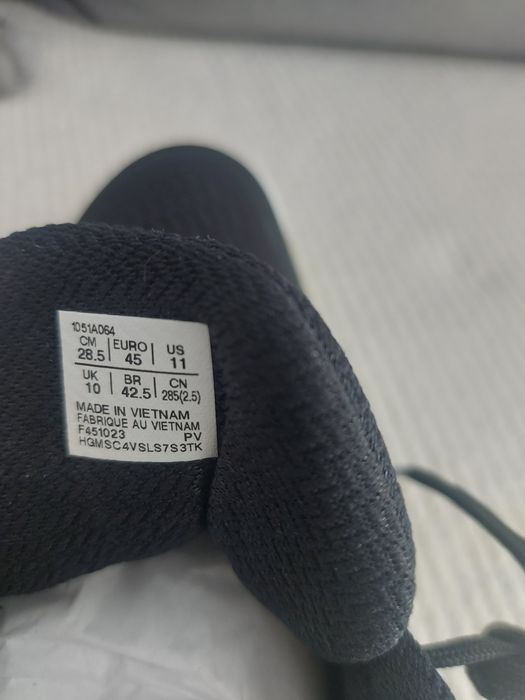 1051A064
CM EURO US
28.5 45 11
UK BR CN
10 42.5 285(2.5)
MADE IN VIETNAM
FABRIQUE AU VIETNAM
F451023 PV
HGMSC4VSLS7S3TK